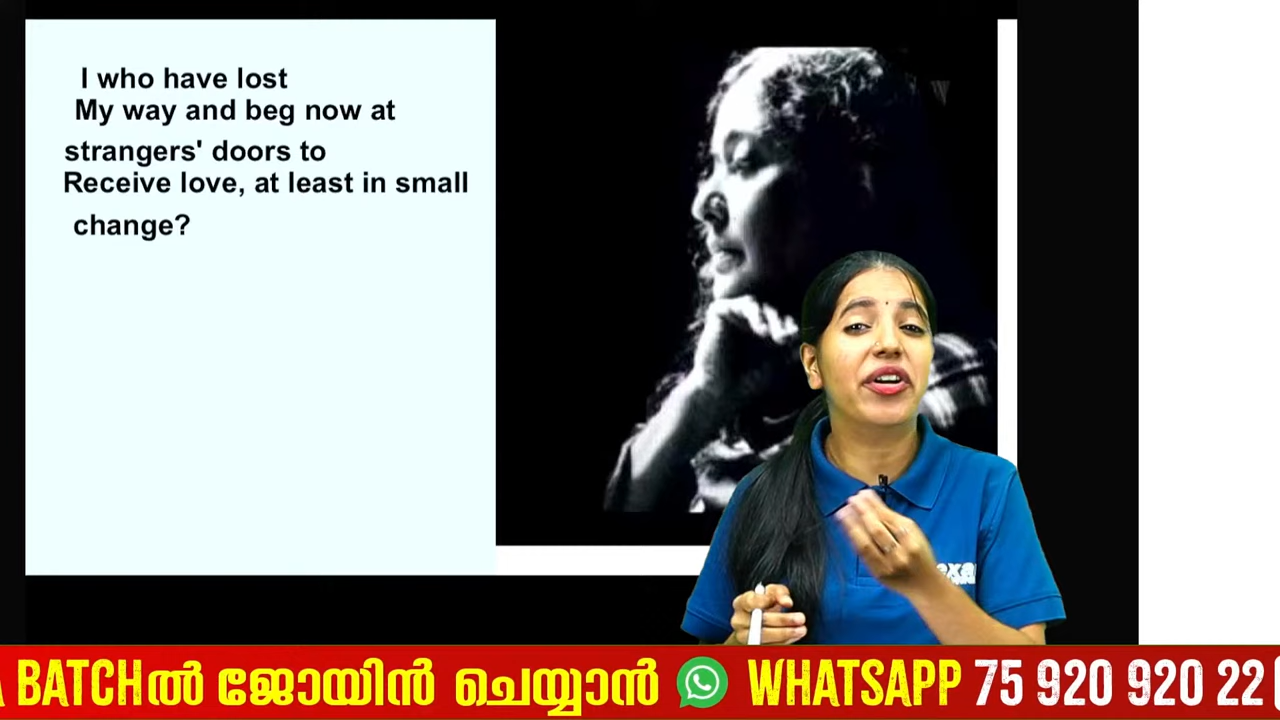 I who have lost
My way and beg now at
strangers' doors to
Receive love, at least in small
change?
A BATCHൽ ജോയിൻ ചെയ്യാൻ WHATSAPP 75 920 920 22